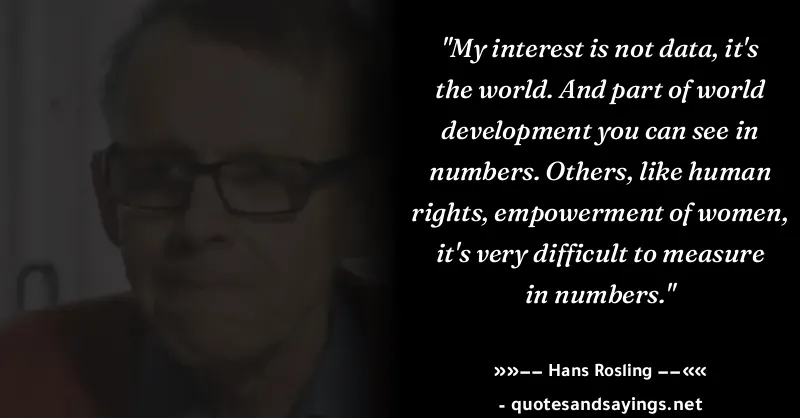 "My interest is not data, it's
the world. And part of world
development you can see in
numbers. Others, like human
rights, empowerment of women,
it's very difficult to measure
in numbers."
»»−− Hans Rosling −−««
- quotesandsayings.net